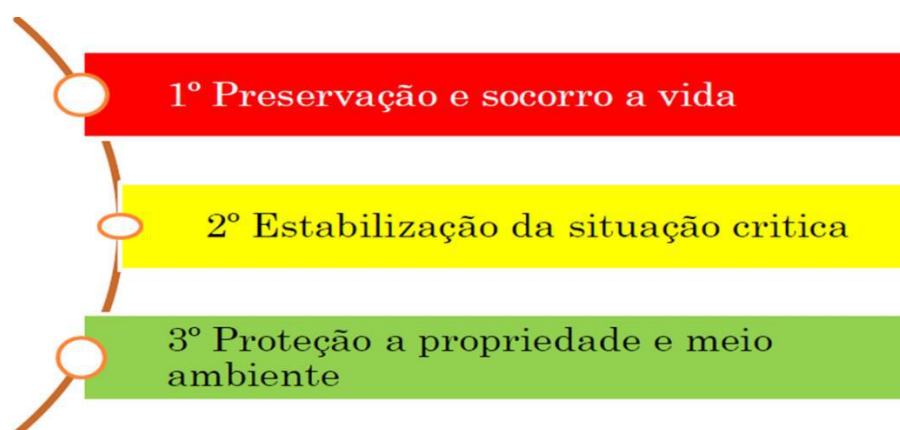 1º Preservação e socorro a vida
2º Estabilização da situação critica
3º Proteção a propriedade e meio
ambiente